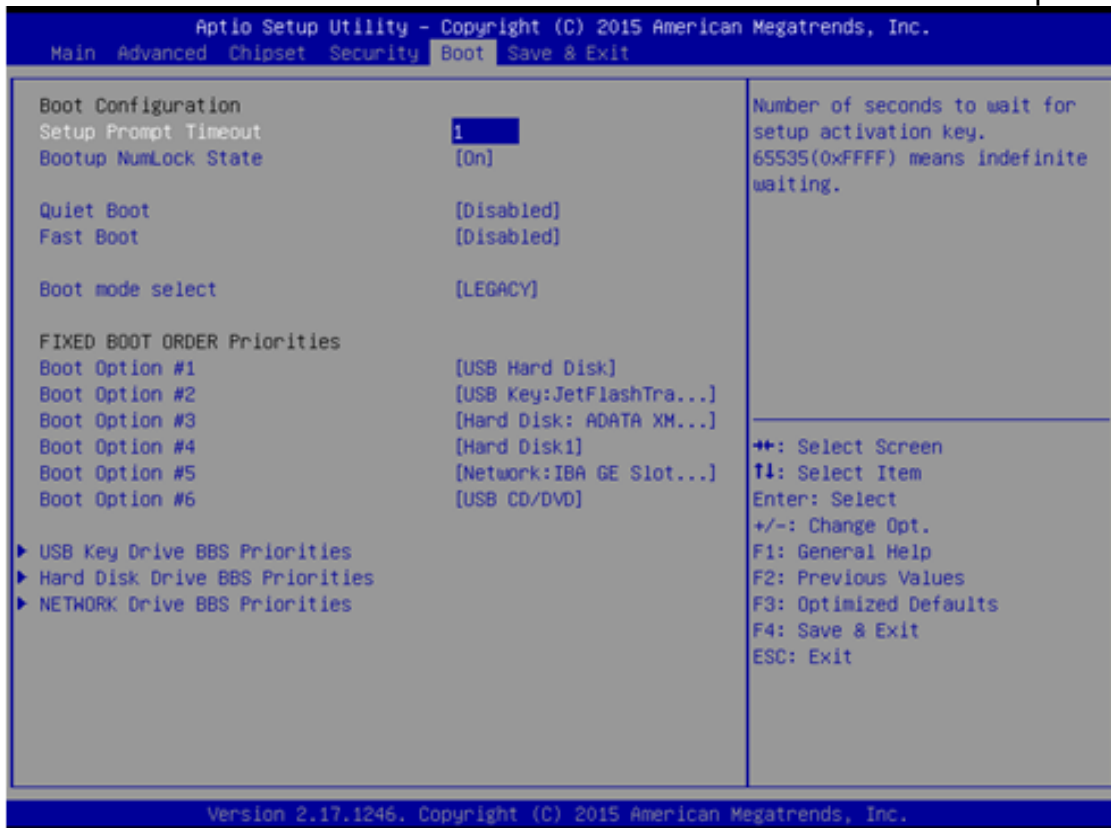 Aptio Setup Utility – Copyright (C) 2015 American Megatrends, Inc.
Main Advanced Chipset Security Boot Save & Exit
Boot Configuration
Setup Prompt Timeout 1
Bootup NumLock State [On]
Quiet Boot [Disabled]
Fast Boot [Disabled]
Boot mode select [LEGACY]
FIXED BOOT ORDER Priorities
Boot Option #1 [USB Hard Disk]
Boot Option #2 [USB Key:JetFlashTra...]
Boot Option #3 [Hard Disk: ADATA XM...]
Boot Option #4 [Hard Disk1]
Boot Option #5 [Network:IBA GE Slot...]
Boot Option #6 [USB CD/DVD]
USB Key Drive BBS Priorities
Hard Disk Drive BBS Priorities
NETWORK Drive BBS Priorities
Number of seconds to wait for
setup activation key.
65535(0xFFFF) means indefinite
waiting.
→←: Select Screen
↑↓: Select Item
Enter: Select
+/-: Change Opt.
F1: General Help
F2: Previous Values
F3: Optimized Defaults
F4: Save & Exit
ESC: Exit
Version 2.17.1246. Copyright (C) 2015 American Megatrends, Inc.